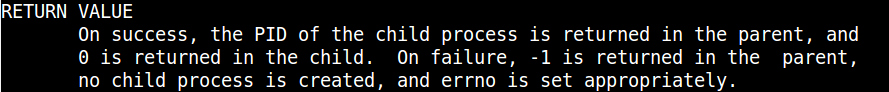 RETURN VALUE
On success, the PID of the child process is returned in the parent, and
0 is returned in the child.  On failure, -1 is returned in the  parent,
no child process is created, and errno is set appropriately.